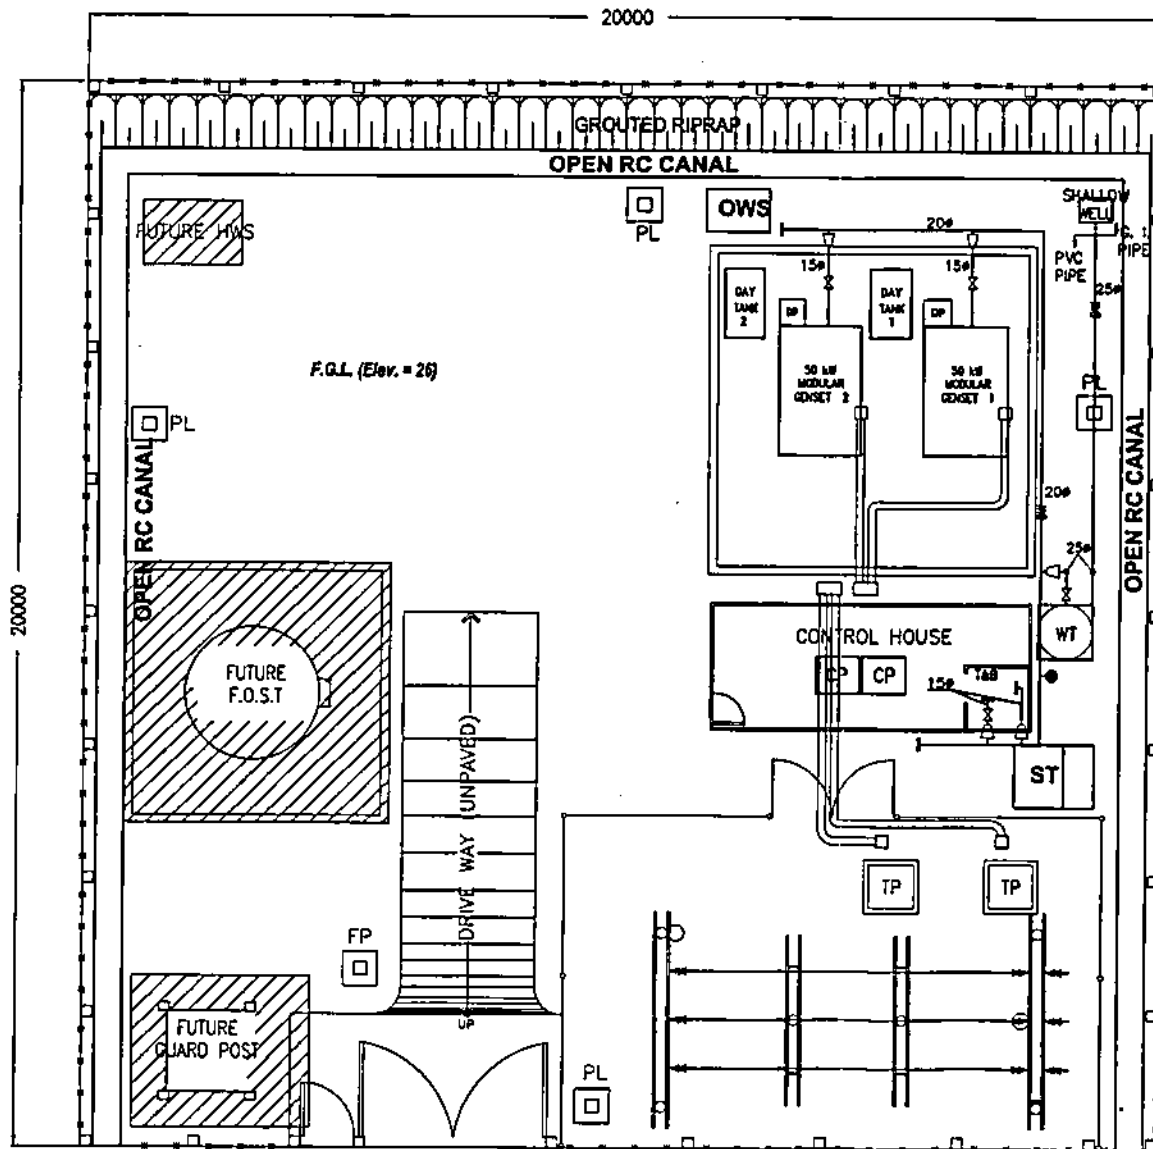 20000
GROUTED RIPRAP
OPEN RC CANAL
SHALLOW
WELL
OWS
FUTURE HWS
PL
20ø
G. I.
PIPE
PVC
PIPE
15ø
15ø
25ø
DAY
TANK
2
DAY
TANK
1
DP
DP
F.G.L. (Elev. = 26)
50 kW
MODULAR
GENSET 2
50 kW
MODULAR
GENSET 1
PL
PL
OPEN RC CANAL
OPEN RC CANAL
20ø
25ø
20000
CONTROL HOUSE
WT
FUTURE
F.O.S.T
CP
CP
T&B
15ø
DRIVE WAY (UNPAVED)
ST
TP
TP
FP
UP
FUTURE
GUARD POST
PL